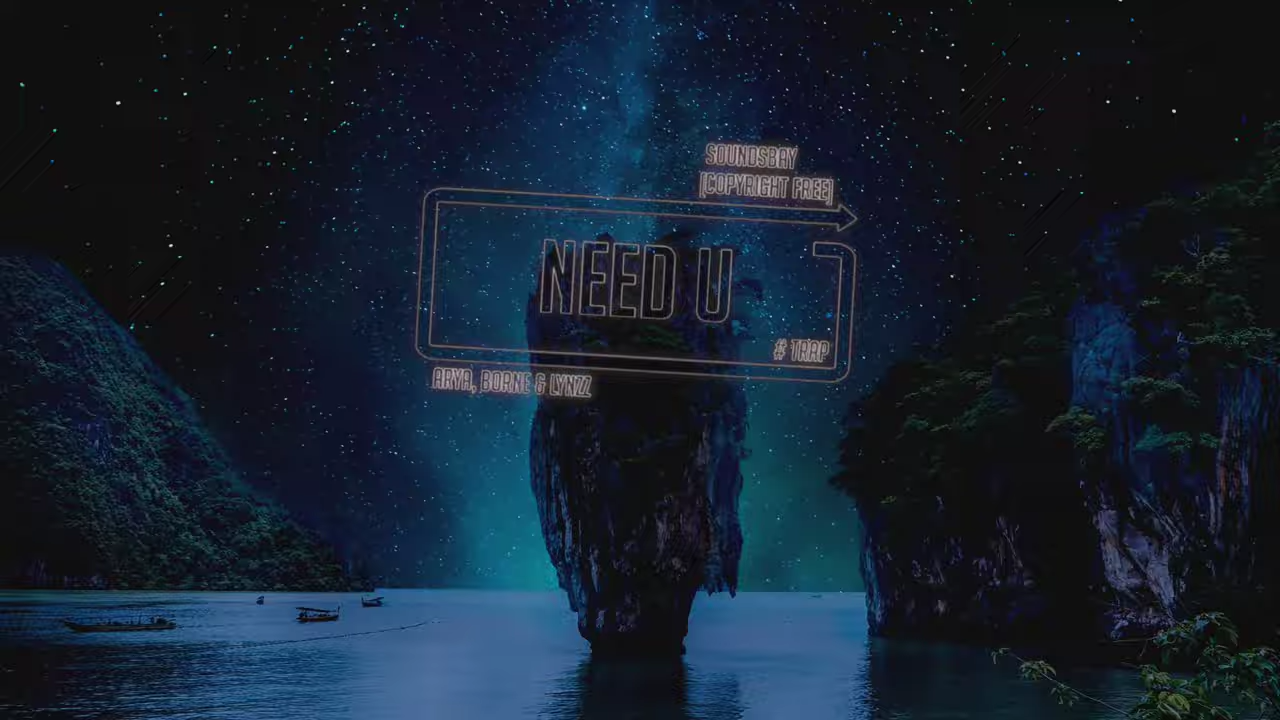 SOUNDSBAY
[COPYRIGHT FREE]
NEED U
# TRAP
ARYA, BORNE & LYNZZ